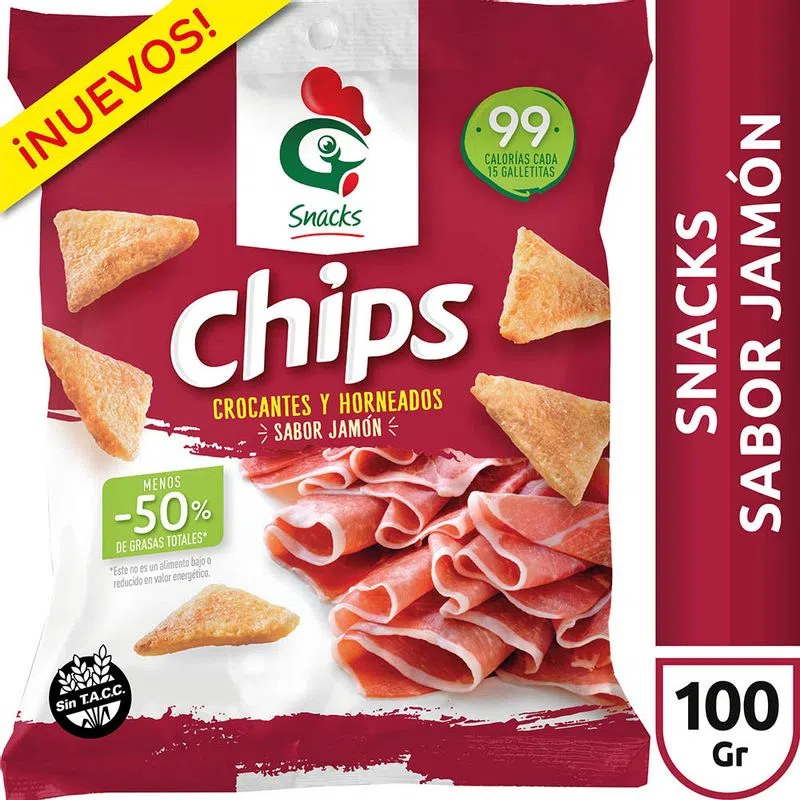 ¡NUEVOS!
Snacks
99
CALORÍAS CADA
15 GALLETITAS
Chips
CROCANTES Y HORNEADOS
SABOR JAMÓN
MENOS
-50%
DE GRASAS TOTALES*
*Este no es un alimento bajo o
reducido en valor energético.
Sin T.A.C.C.
SNACKS
SABOR JAMÓN
100
Gr